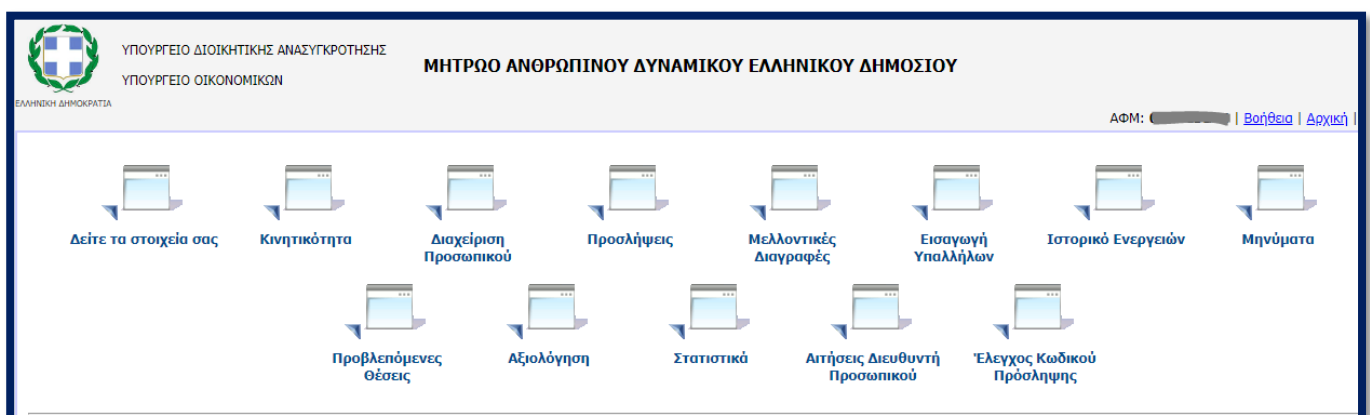 ΥΠΟΥΡΓΕΙΟ ΔΙΟΙΚΗΤΙΚΗΣ ΑΝΑΣΥΓΚΡΟΤΗΣΗΣ
ΥΠΟΥΡΓΕΙΟ ΟΙΚΟΝΟΜΙΚΩΝ
ΕΛΛΗΝΙΚΗ ΔΗΜΟΚΡΑΤΙΑ
ΜΗΤΡΩΟ ΑΝΘΡΩΠΙΝΟΥ ΔΥΝΑΜΙΚΟΥ ΕΛΛΗΝΙΚΟΥ ΔΗΜΟΣΙΟΥ
ΑΦΜ: | Βοήθεια | Αρχική |
Δείτε τα στοιχεία σας
Κινητικότητα
Διαχείριση
Προσωπικού
Προσλήψεις
Μελλοντικές
Διαγραφές
Εισαγωγή
Υπαλλήλων
Ιστορικό Ενεργειών
Μηνύματα
Προβλεπόμενες
Θέσεις
Αξιολόγηση
Στατιστικά
Αιτήσεις Διευθυντή
Προσωπικού
Έλεγχος Κωδικού
Πρόσληψης